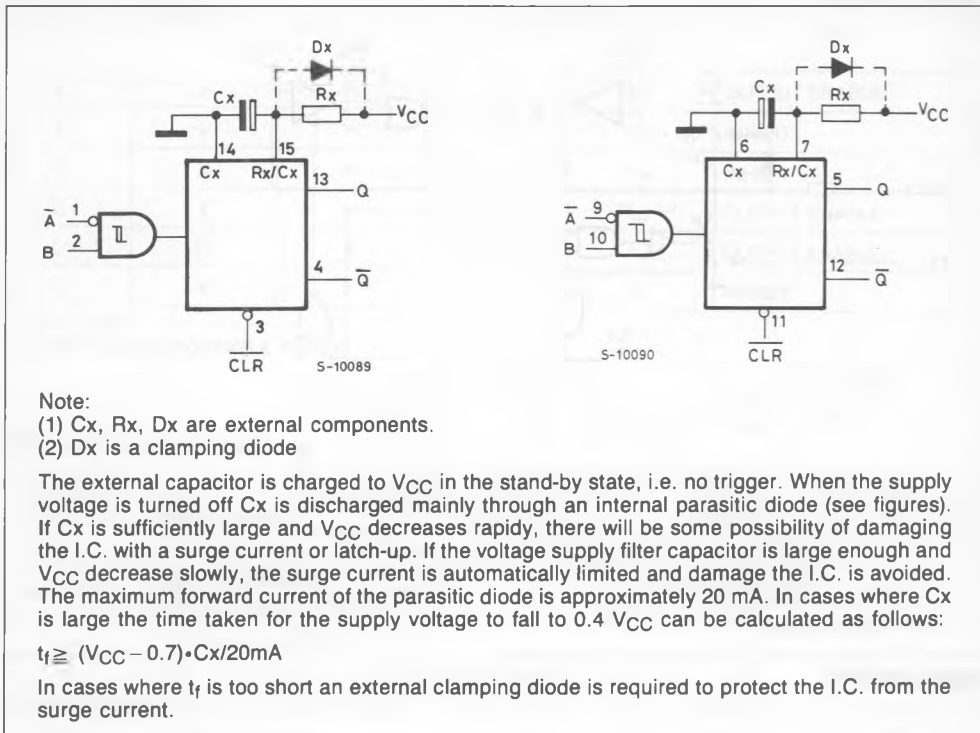 Dx
Cx
Rx
VCC
14
15
Cx
Rx/Cx
13
Q
A̅
1
B
2
4
Q̅
3
C̅L̅R̅
S-10089
Dx
Cx
Rx
VCC
6
7
Cx
Rx/Cx
5
Q
A̅
9
B
10
12
Q̅
11
C̅L̅R̅
S-10090
Note:
(1) Cx, Rx, Dx are external components.
(2) Dx is a clamping diode
The external capacitor is charged to VCC in the stand-by state, i.e. no trigger. When the supply
voltage is turned off Cx is discharged mainly through an internal parasitic diode (see figures).
If Cx is sufficiently large and VCC decreases rapidly, there will be some possibility of damaging
the I.C. with a surge current or latch-up. If the voltage supply filter capacitor is large enough and
VCC decrease slowly, the surge current is automatically limited and damage the I.C. is avoided.
The maximum forward current of the parasitic diode is approximately 20 mA. In cases where Cx
is large the time taken for the supply voltage to fall to 0.4 VCC can be calculated as follows:
tf ≧ (VCC – 0.7)•Cx/20mA
In cases where tf is too short an external clamping diode is required to protect the I.C. from the
surge current.